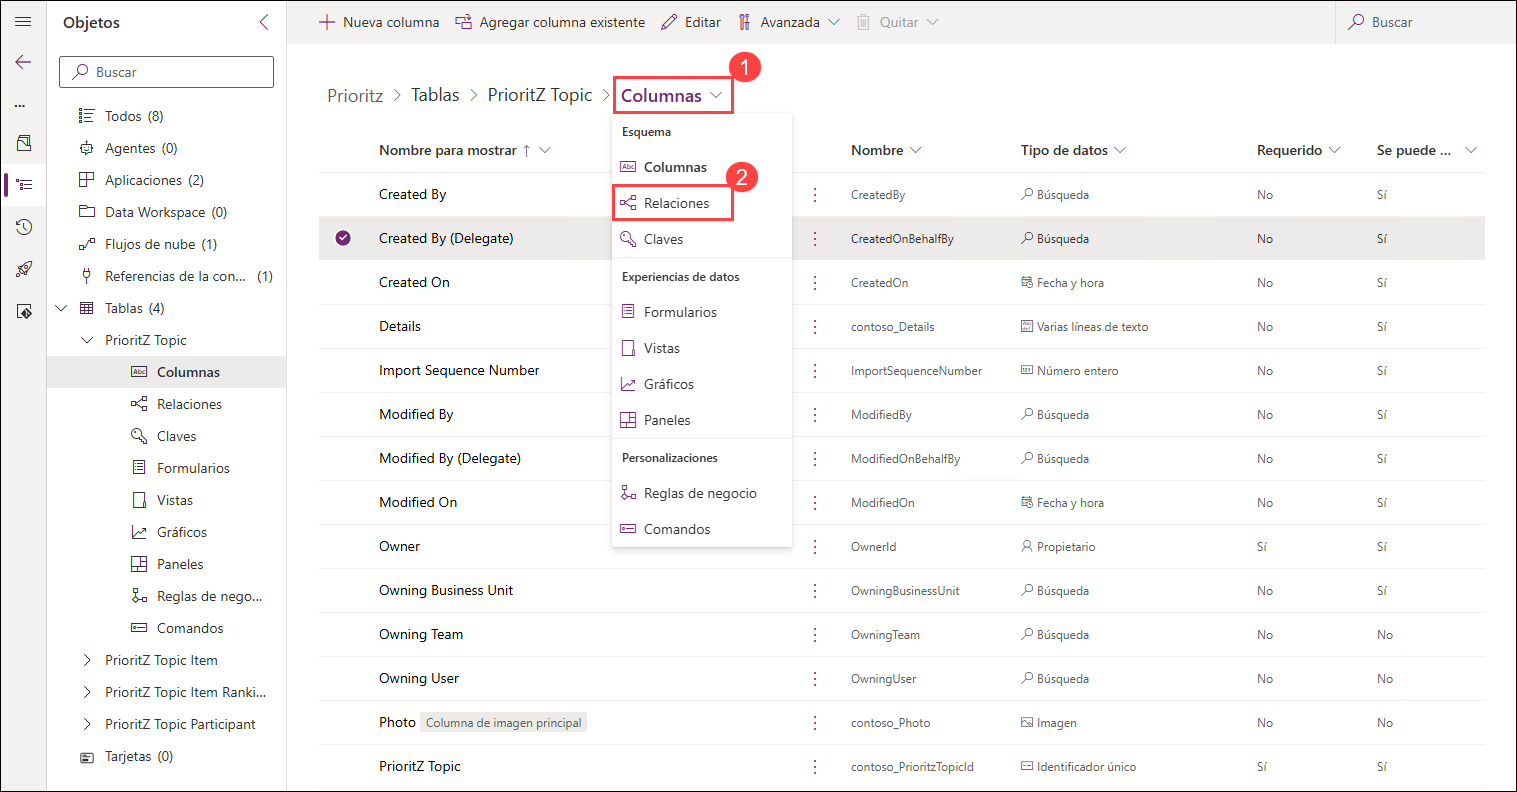 Objetos
Buscar
Todos (8)
Agentes (0)
Aplicaciones (2)
Data Workspace (0)
Flujos de nube (1)
Referencias de la con... (1)
Tablas (4)
PrioritZ Topic
Abc Columnas
Relaciones
Claves
Formularios
Vistas
Gráficos
Paneles
Reglas de nego...
Comandos
PrioritZ Topic Item
PrioritZ Topic Item Ranki...
PrioritZ Topic Participant
Tarjetas (0)
Nueva columna Agregar columna existente Editar Avanzada Quitar Buscar
Prioritz > Tablas > PrioritZ Topic > Columnas
1
Esquema
Abc Columnas
Relaciones
2
Claves
Experiencias de datos
Formularios
Vistas
Gráficos
Paneles
Personalizaciones
Reglas de negocio
Comandos
Nombre para mostrar ↑ Nombre Tipo de datos Requerido Se puede ...
Created By CreatedBy Búsqueda No Sí
Created By (Delegate) CreatedOnBehalfBy Búsqueda No Sí
Created On CreatedOn Fecha y hora No Sí
Details contoso_Details Varias líneas de texto No Sí
Import Sequence Number ImportSequenceNumber Número entero No Sí
Modified By ModifiedBy Búsqueda No Sí
Modified By (Delegate) ModifiedOnBehalfBy Búsqueda No Sí
Modified On ModifiedOn Fecha y hora No Sí
Owner OwnerId Propietario Sí Sí
Owning Business Unit OwningBusinessUnit Búsqueda No Sí
Owning Team OwningTeam Búsqueda No No
Owning User OwningUser Búsqueda No No
Photo Columna de imagen principal contoso_Photo Imagen No No
PrioritZ Topic contoso_PrioritzTopicId Identificador único Sí Sí